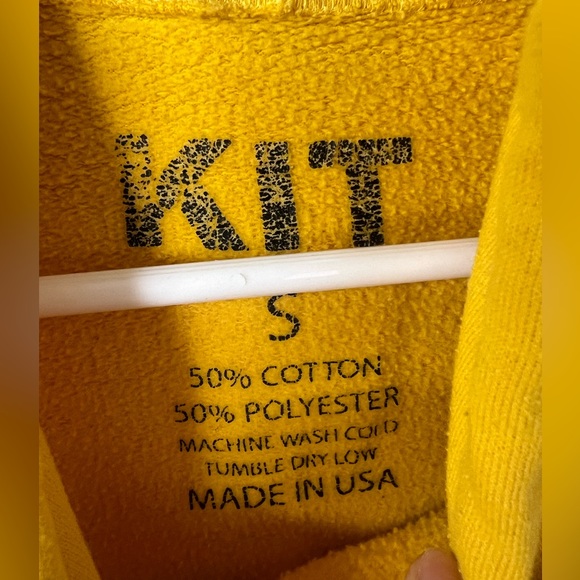 KIT
S
50% COTTON
50% POLYESTER
MACHINE WASH COLD
TUMBLE DRY LOW
MADE IN USA